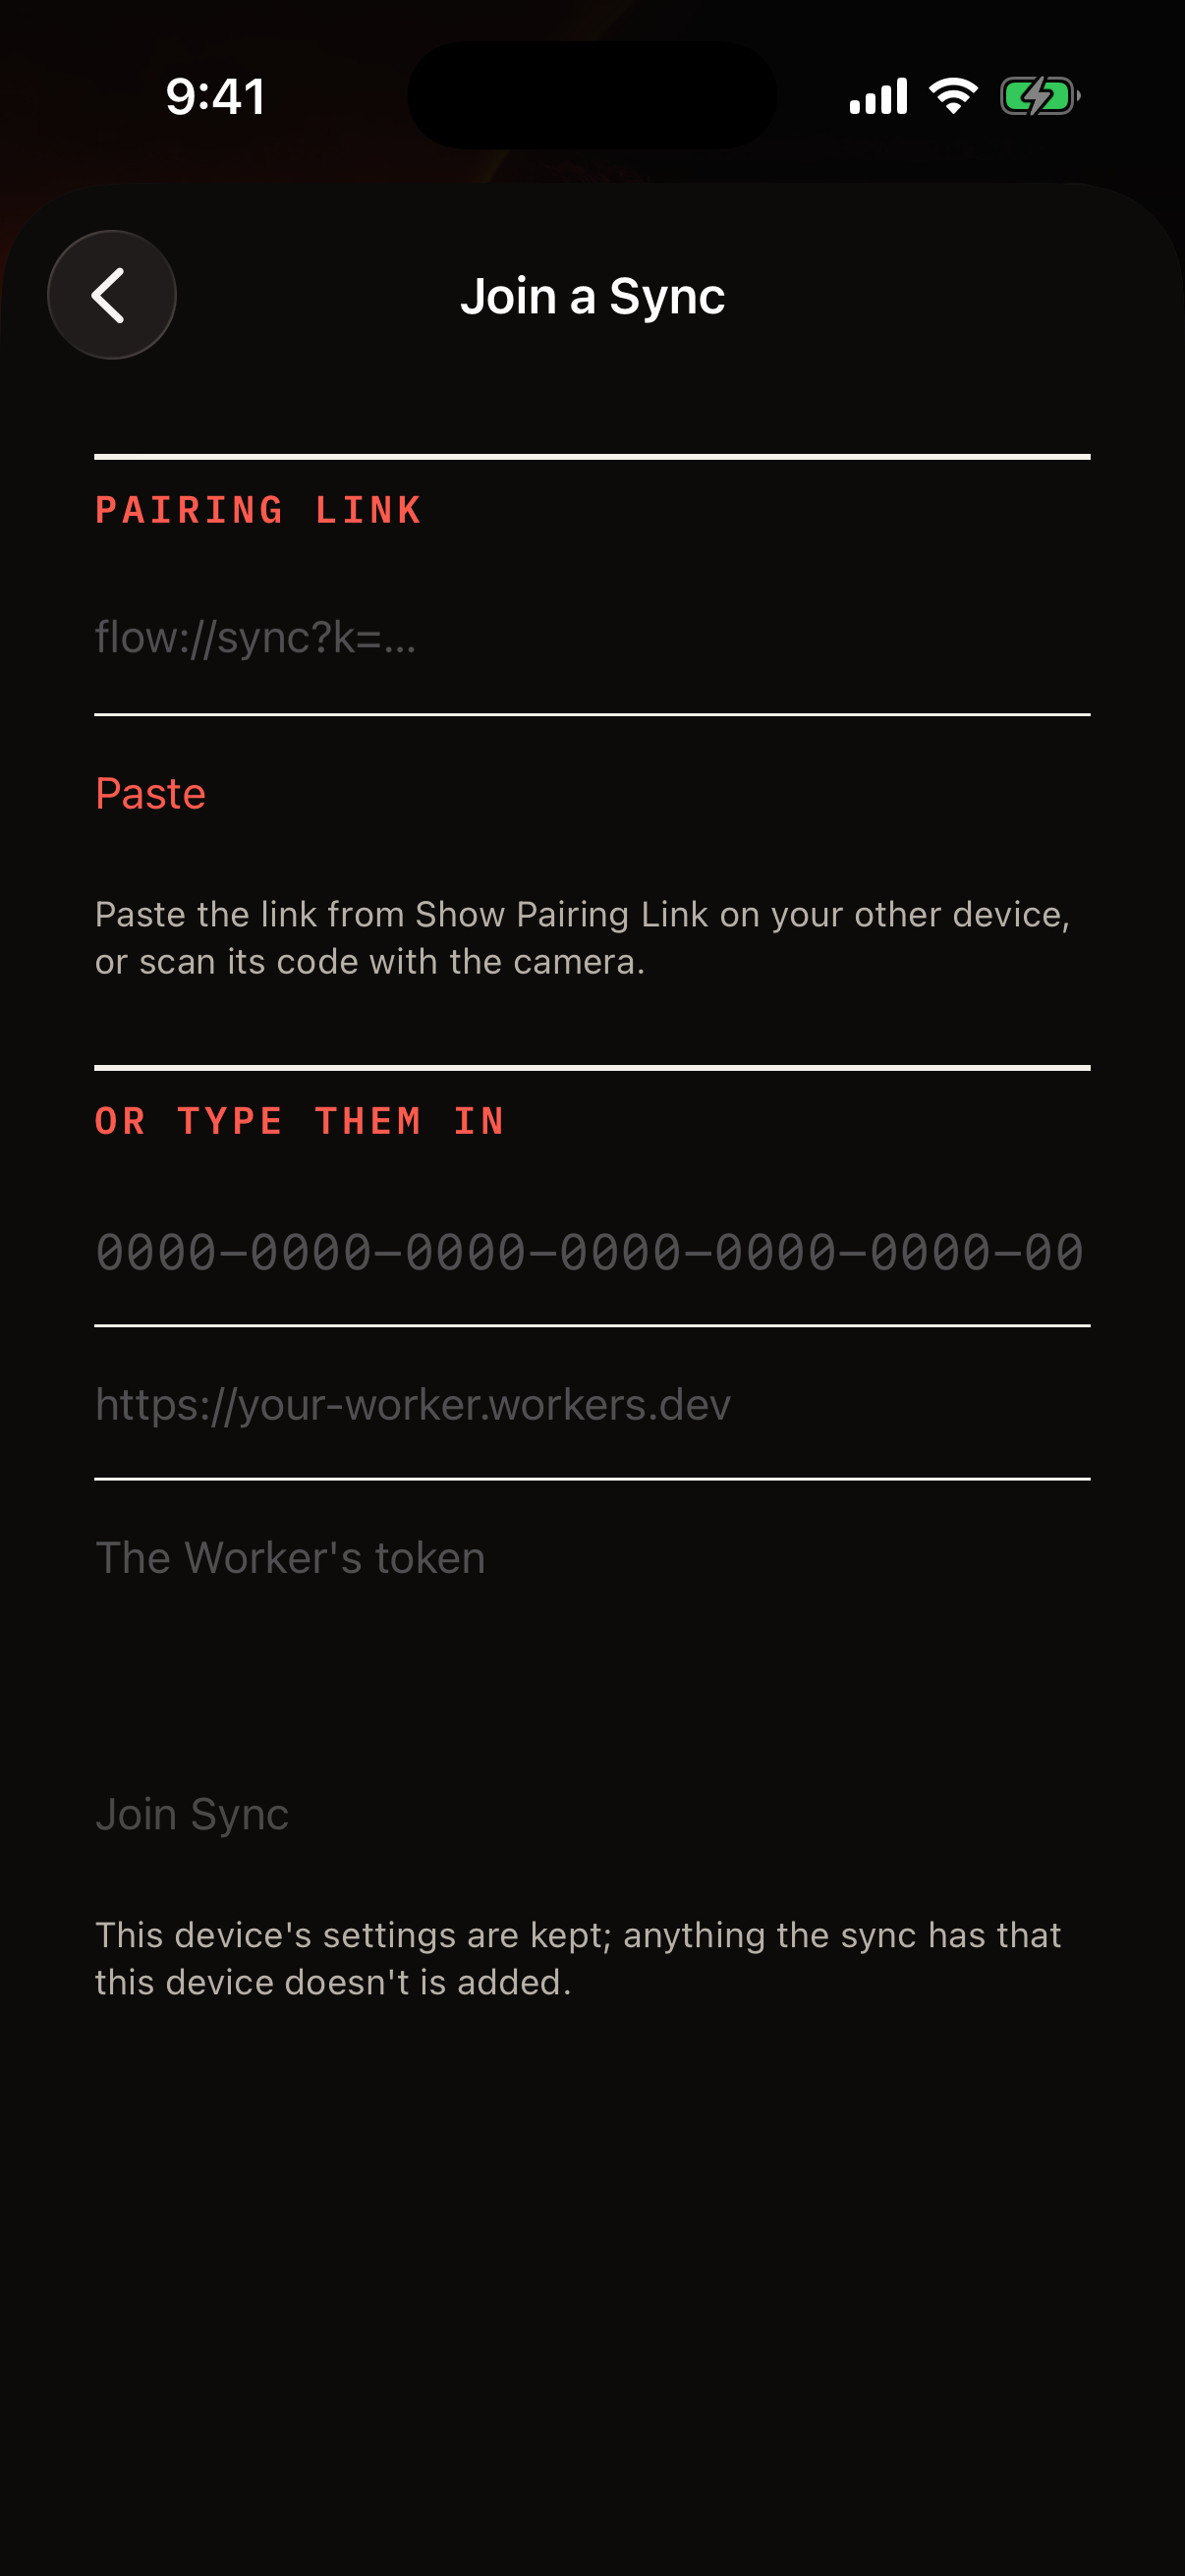 9:41
Join a Sync
PAIRING LINK
flow://sync?k=...
Paste
Paste the link from Show Pairing Link on your other device,
or scan its code with the camera.
OR TYPE THEM IN
0000–0000–0000–0000–0000–0000–00
https://your-worker.workers.dev
The Worker's token
Join Sync
This device's settings are kept; anything the sync has that
this device doesn't is added.